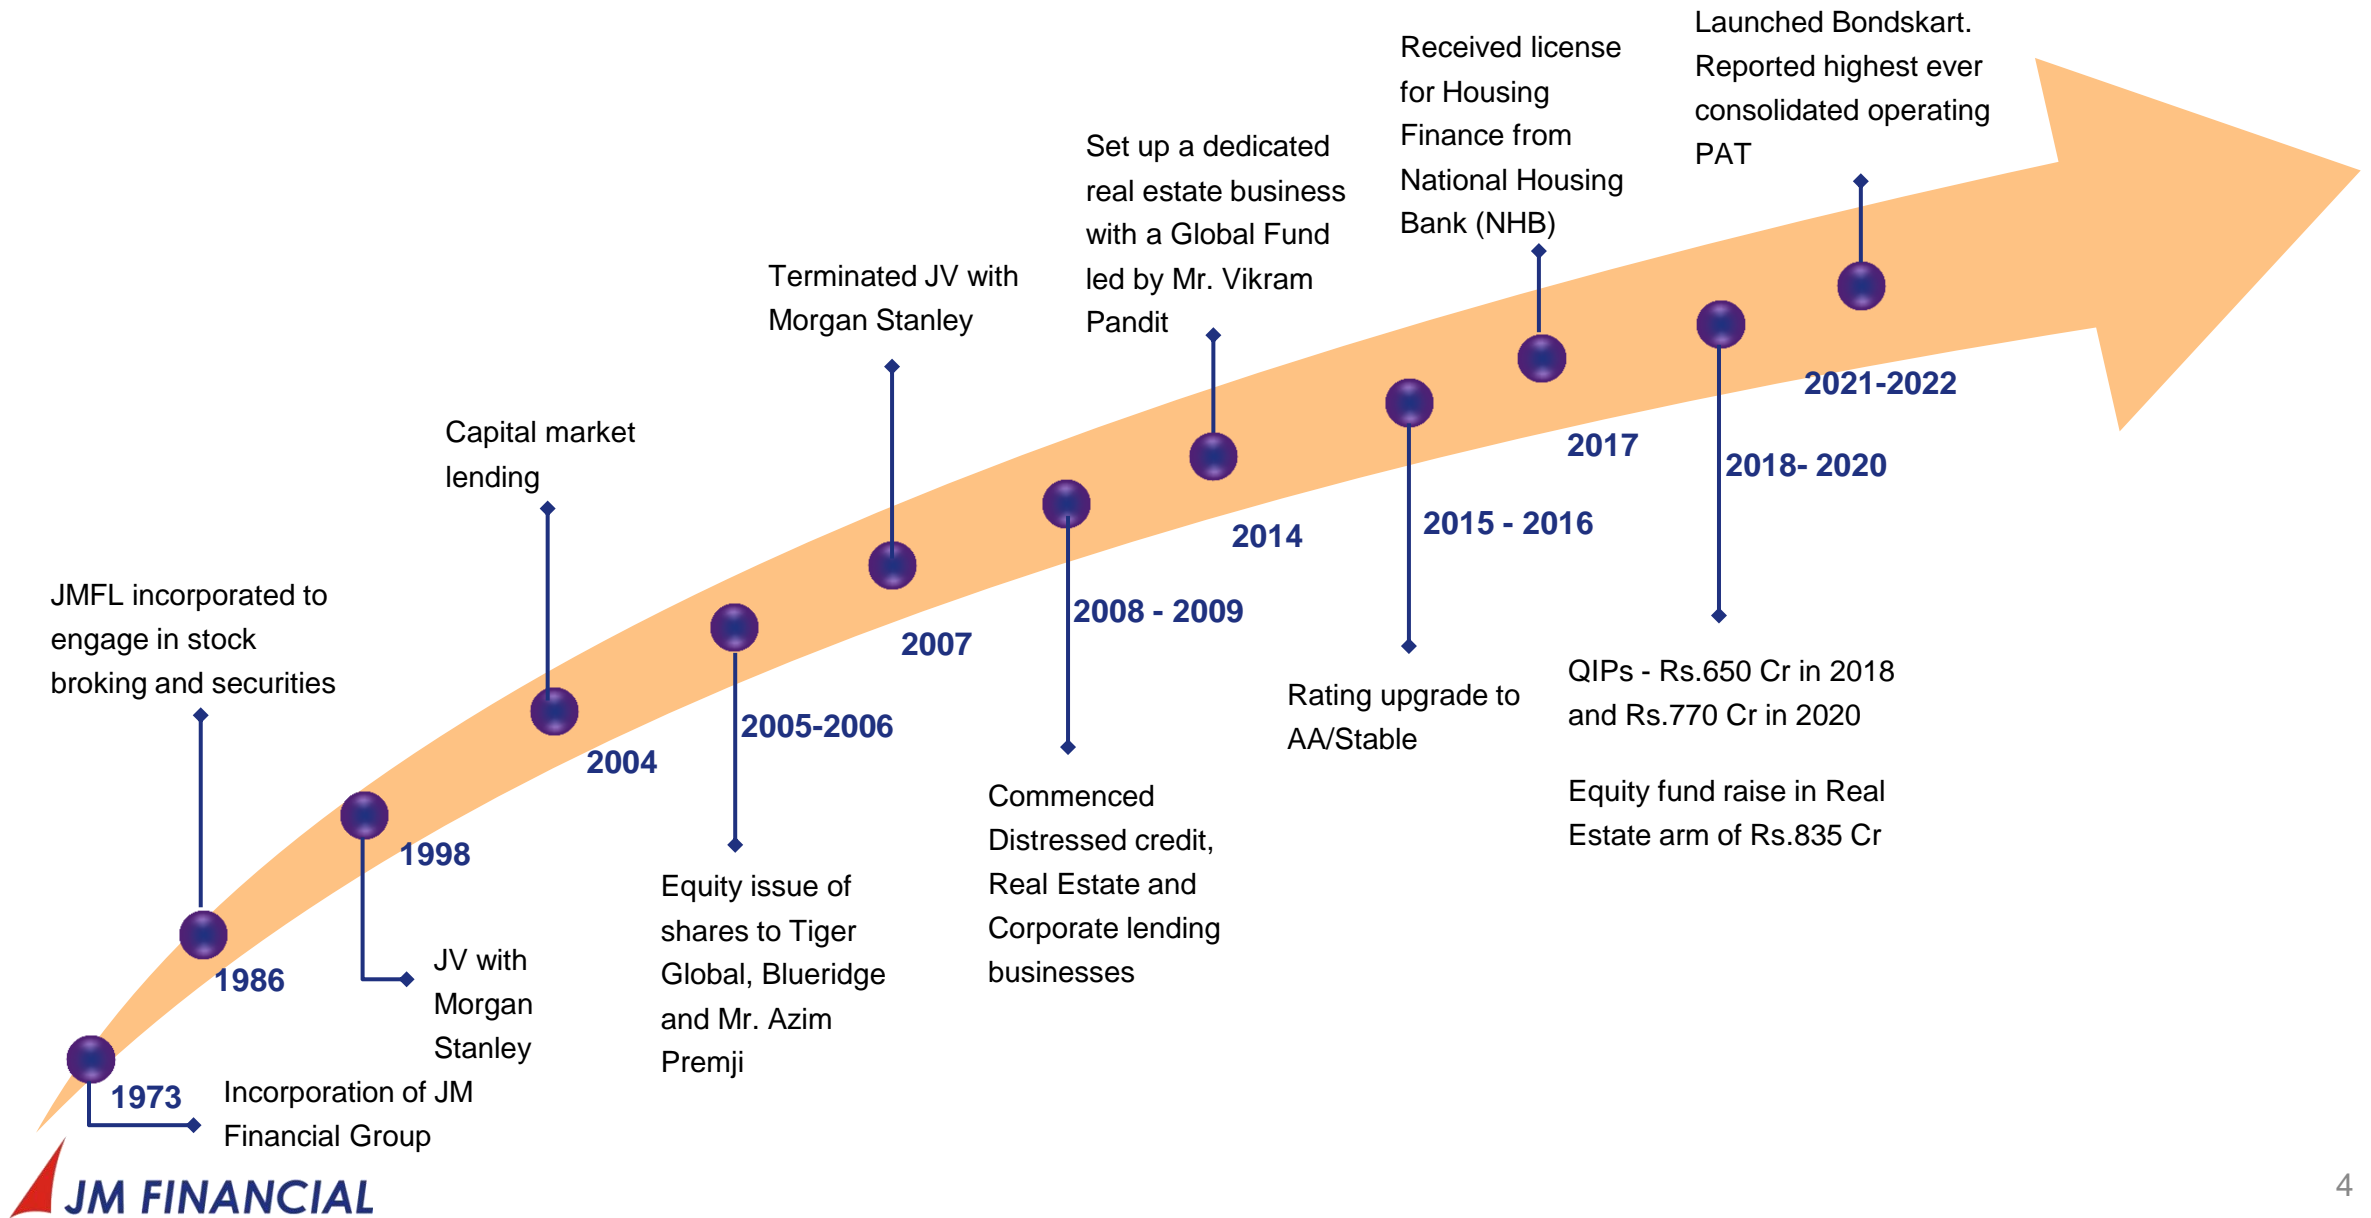 Launched Bondskart.
Reported highest ever
consolidated operating
PAT
Received license
for Housing
Finance from
National Housing
Bank (NHB)
Set up a dedicated
real estate business
with a Global Fund
led by Mr. Vikram
Pandit
Terminated JV with
Morgan Stanley
Capital market
lending
JMFL incorporated to
engage in stock
broking and securities
2021-2022
2017
2018- 2020
2015 - 2016
2014
2008 - 2009
2007
2005-2006
2004
1998
1986
1973
QIPs - Rs.650 Cr in 2018
and Rs.770 Cr in 2020
Equity fund raise in Real
Estate arm of Rs.835 Cr
Rating upgrade to
AA/Stable
Commenced
Distressed credit,
Real Estate and
Corporate lending
businesses
Equity issue of
shares to Tiger
Global, Blueridge
and Mr. Azim
Premji
JV with
Morgan
Stanley
Incorporation of JM
Financial Group
JM FINANCIAL
4